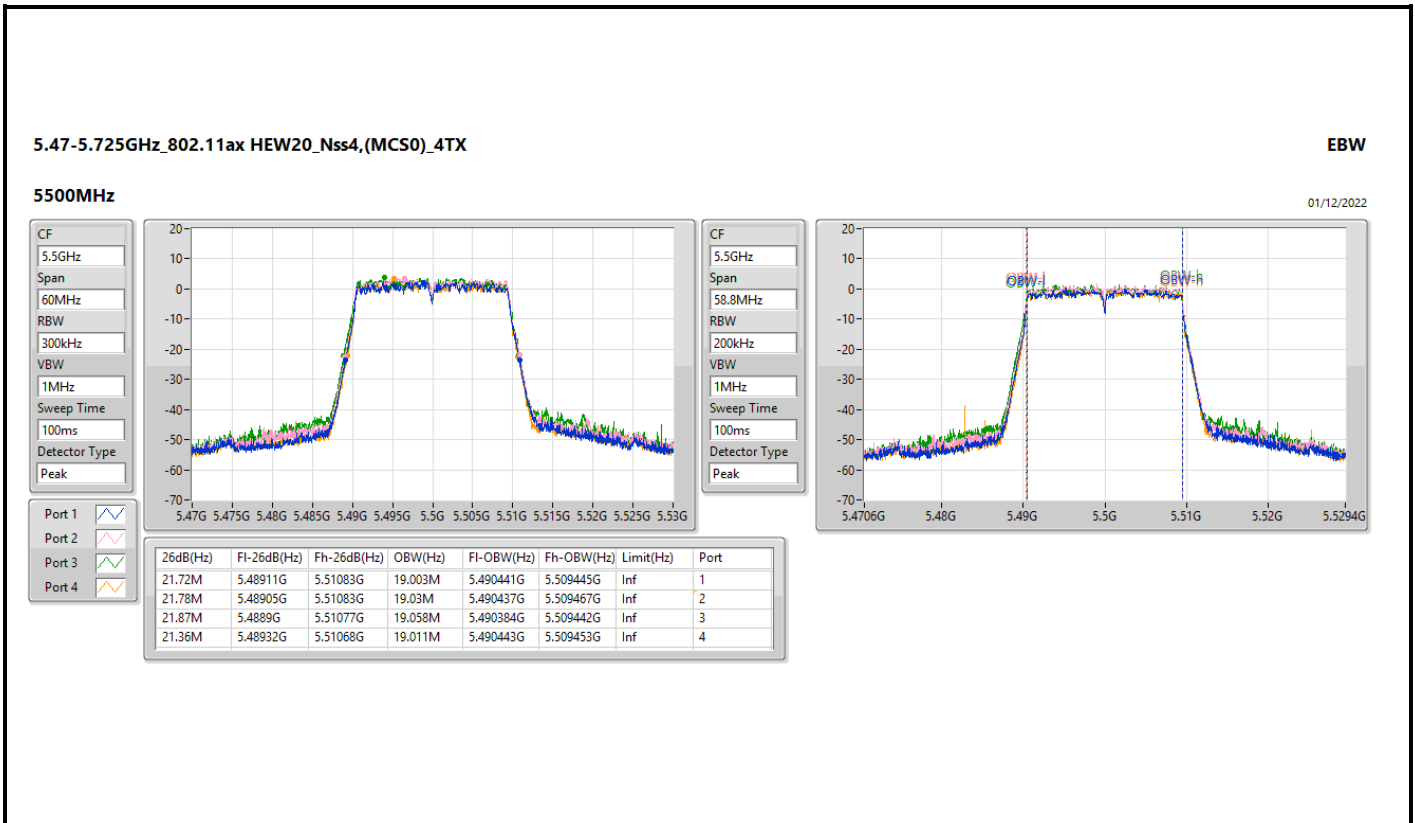 5.47-5.725GHz_802.11ax HEW20_Nss4,(MCS0)_4TX EBW
5500MHz
01/12/2022
CF
5.5GHz
Span
60MHz
RBW
300kHz
VBW
1MHz
Sweep Time
100ms
Detector Type
Peak
20
10
0
-10
-20
-30
-40
-50
-60
-70
5.47G 5.475G 5.48G 5.485G 5.49G 5.495G 5.5G 5.505G 5.51G 5.515G 5.52G 5.525G 5.53G
CF
5.5GHz
Span
58.8MHz
RBW
200kHz
VBW
1MHz
Sweep Time
100ms
Detector Type
Peak
20
10
0
-10
-20
-30
-40
-50
-60
-70
OBW-l OBW-h
5.4706G 5.48G 5.49G 5.5G 5.51G 5.52G 5.5294G
Port 1
Port 2
Port 3
Port 4
26dB(Hz) Fl-26dB(Hz) Fh-26dB(Hz) OBW(Hz) Fl-OBW(Hz) Fh-OBW(Hz) Limit(Hz) Port
21.72M 5.48911G 5.51083G 19.003M 5.490441G 5.509445G Inf 1
21.78M 5.48905G 5.51083G 19.03M 5.490437G 5.509467G Inf 2
21.87M 5.4889G 5.51077G 19.058M 5.490384G 5.509442G Inf 3
21.36M 5.48932G 5.51068G 19.011M 5.490443G 5.509453G Inf 4